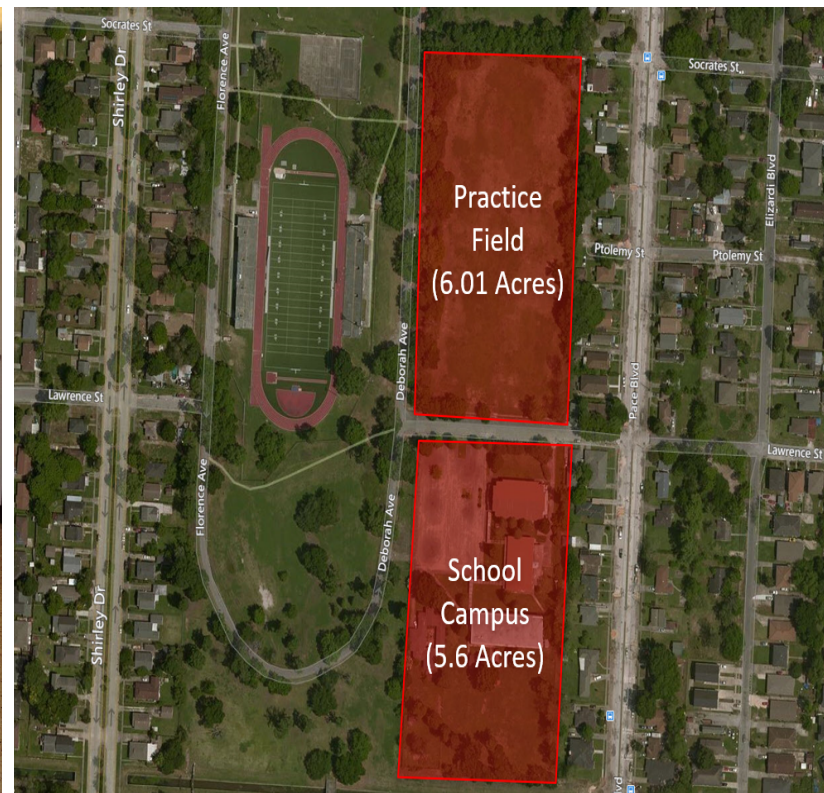 Socrates St
Shirley Dr
Florence Ave
Socrates St.
Elizardi Blvd
Practice
Field
(6.01 Acres)
Ptolemy St
Ptolemy St
Deborah Ave
Pace Blvd
Lawrence St
Lawrence St
Florence Ave
Deborah Ave
School
Campus
(5.6 Acres)
Shirley Dr
Blvd